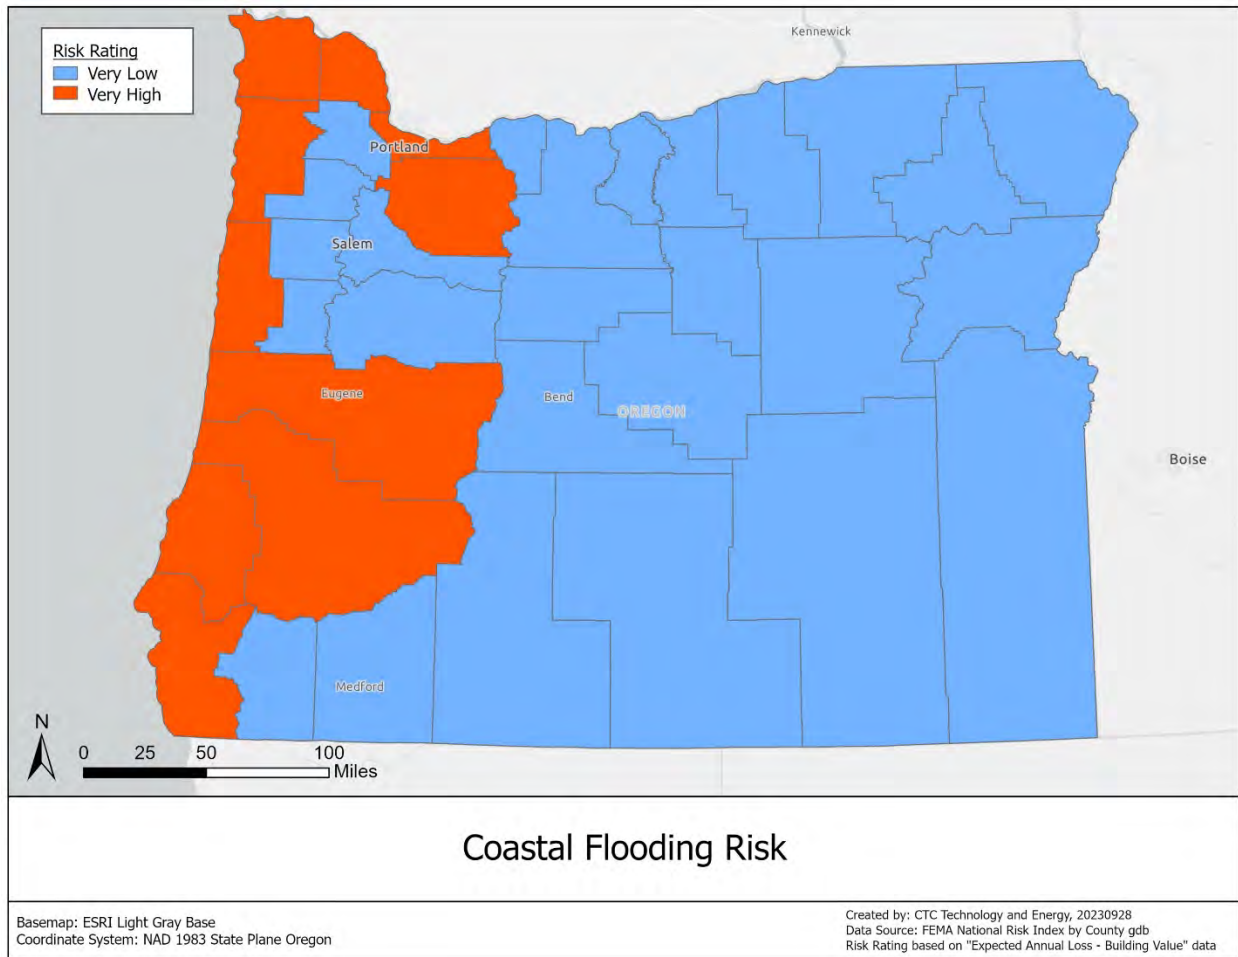 Kennewick
Risk Rating
Very Low
Very High
Portland
Salem
Eugene
Bend
OREGON
Boise
Medford
N
0 25 50 100
Miles
Coastal Flooding Risk
Basemap: ESRI Light Gray Base
Coordinate System: NAD 1983 State Plane Oregon
Created by: CTC Technology and Energy, 20230928
Data Source: FEMA National Risk Index by County gdb
Risk Rating based on "Expected Annual Loss - Building Value" data